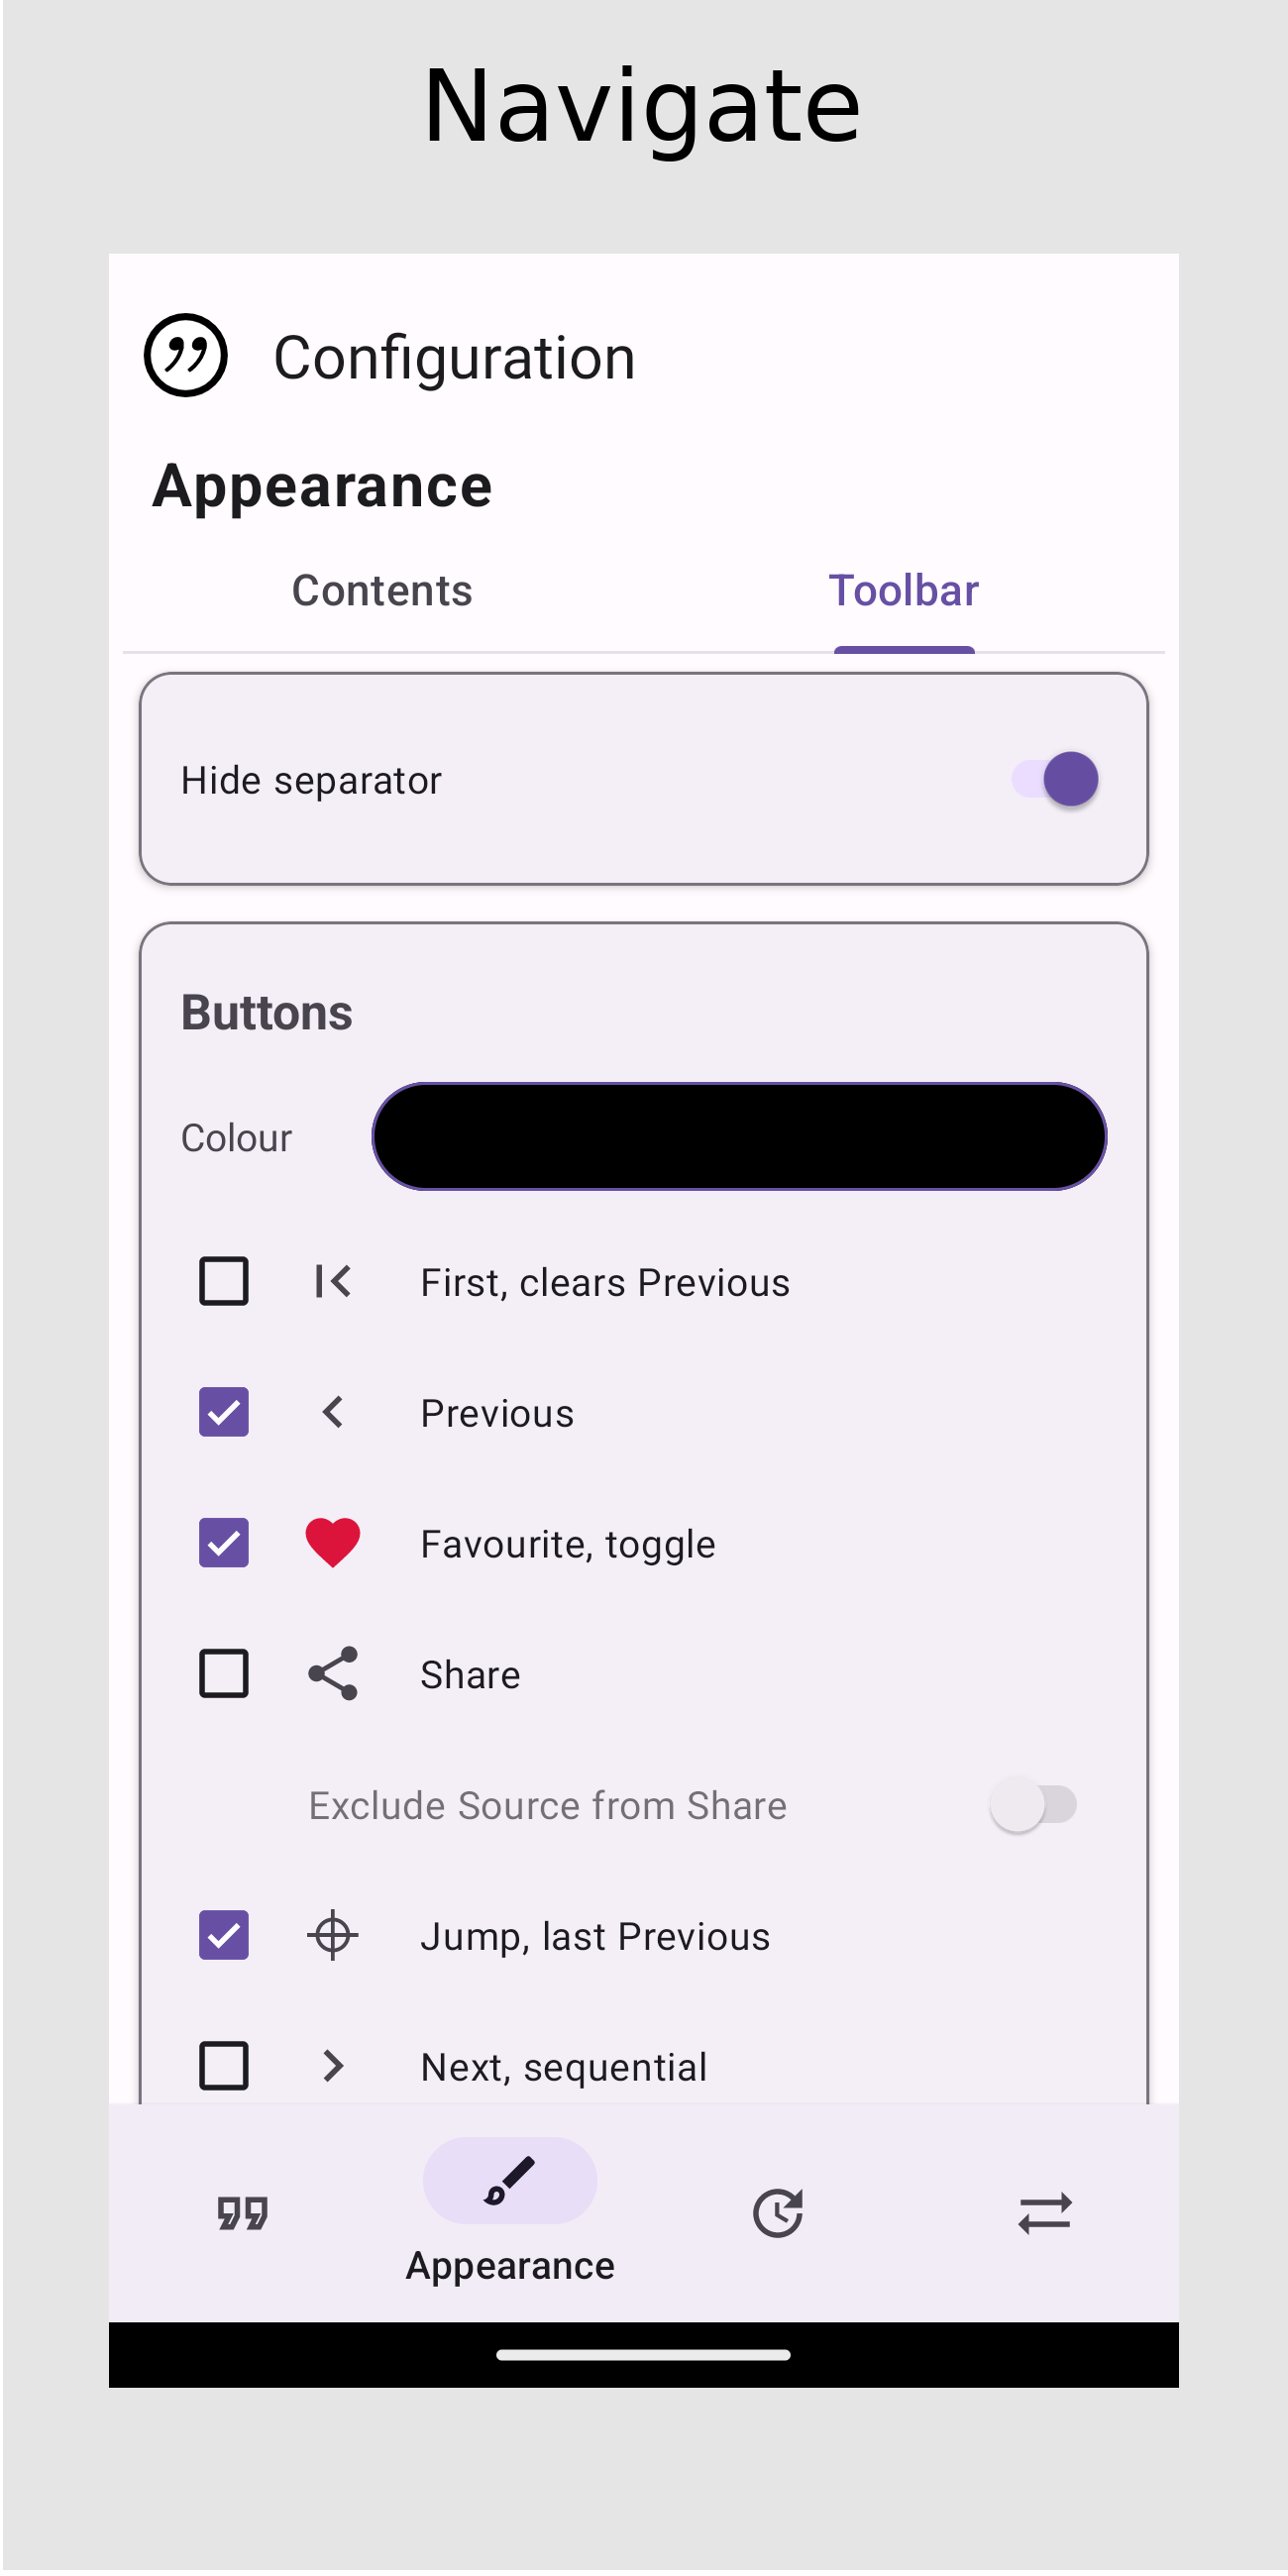 Navigate
Configuration
Appearance
Contents
Toolbar
Hide separator
Buttons
Colour
First, clears Previous
Previous
Favourite, toggle
Share
Exclude Source from Share
Jump, last Previous
Next, sequential
Appearance